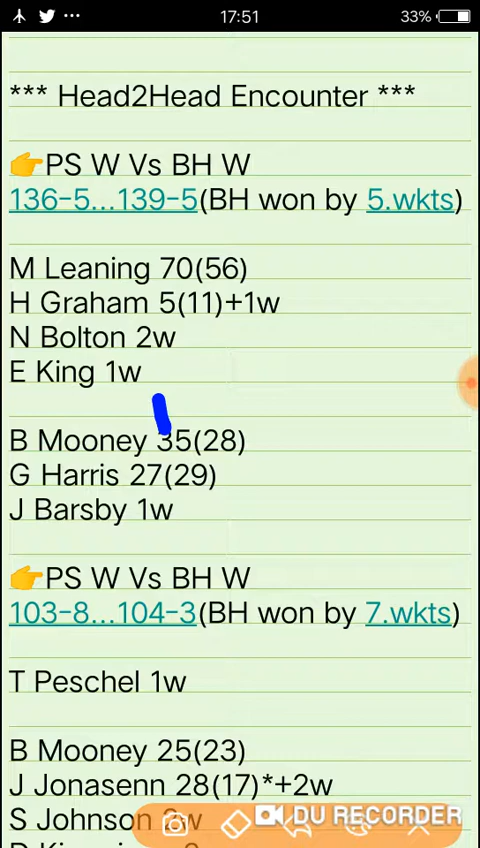 17:51
33%
*** Head2Head Encounter ***
👉PS W Vs BH W
136-5...139-5(BH won by 5.wkts)
M Leaning 70(56)
H Graham 5(11)+1w
N Bolton 2w
E King 1w
B Mooney 35(28)
G Harris 27(29)
J Barsby 1w
👉PS W Vs BH W
103-8...104-3(BH won by 7.wkts)
T Peschel 1w
B Mooney 25(23)
J Jonasenn 28(17)*+2w
S Johnson 2w
DU RECORDER